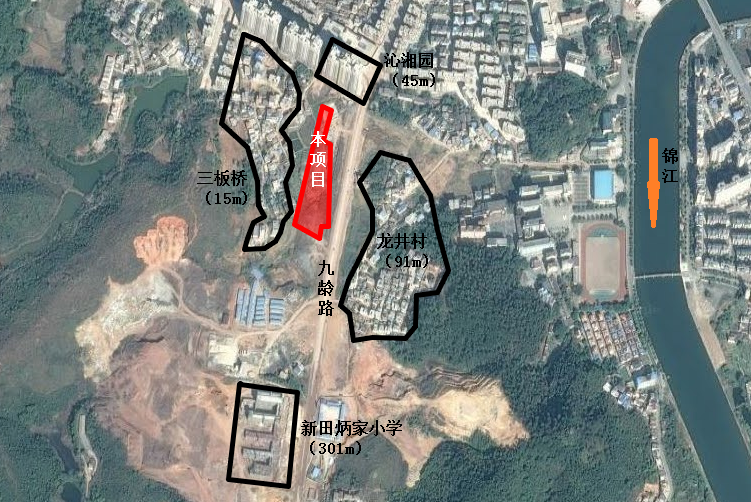 沁湘园
（45m）
本项目
锦江
三板桥
（15m）
龙井村
（91m）
九龄路
新田炳家小学
（301m）